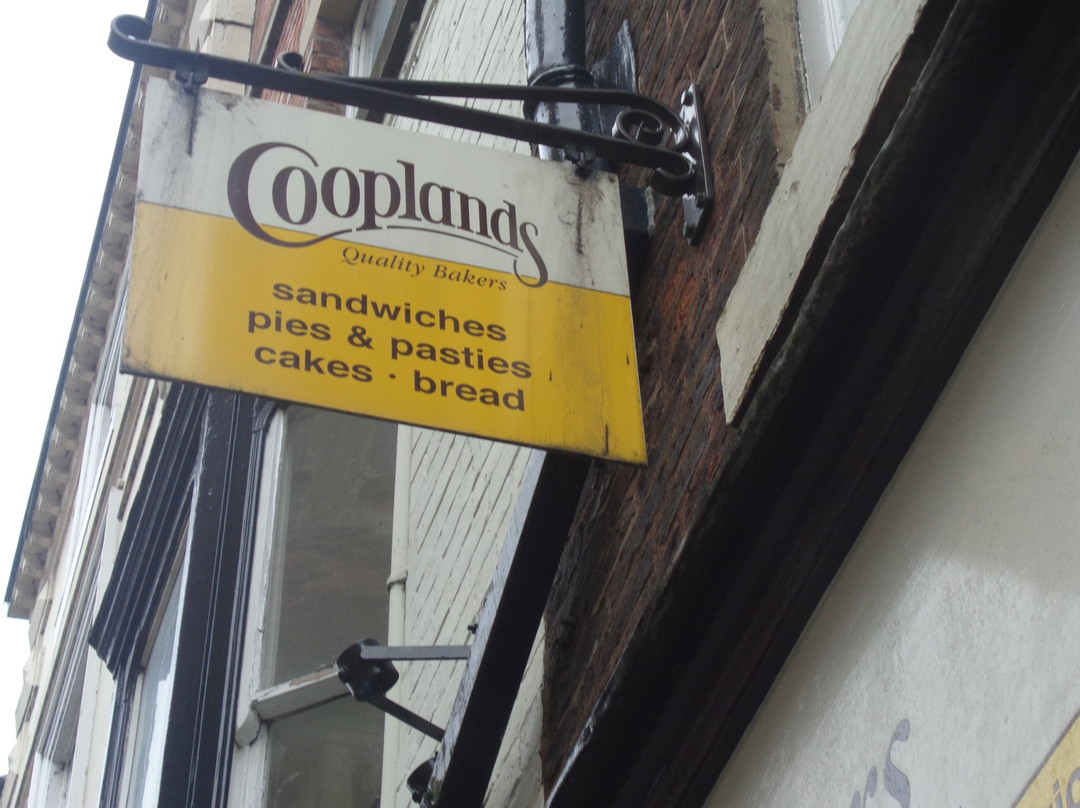 Cooplands
Quality Bakers
sandwiches
pies & pasties
cakes · bread